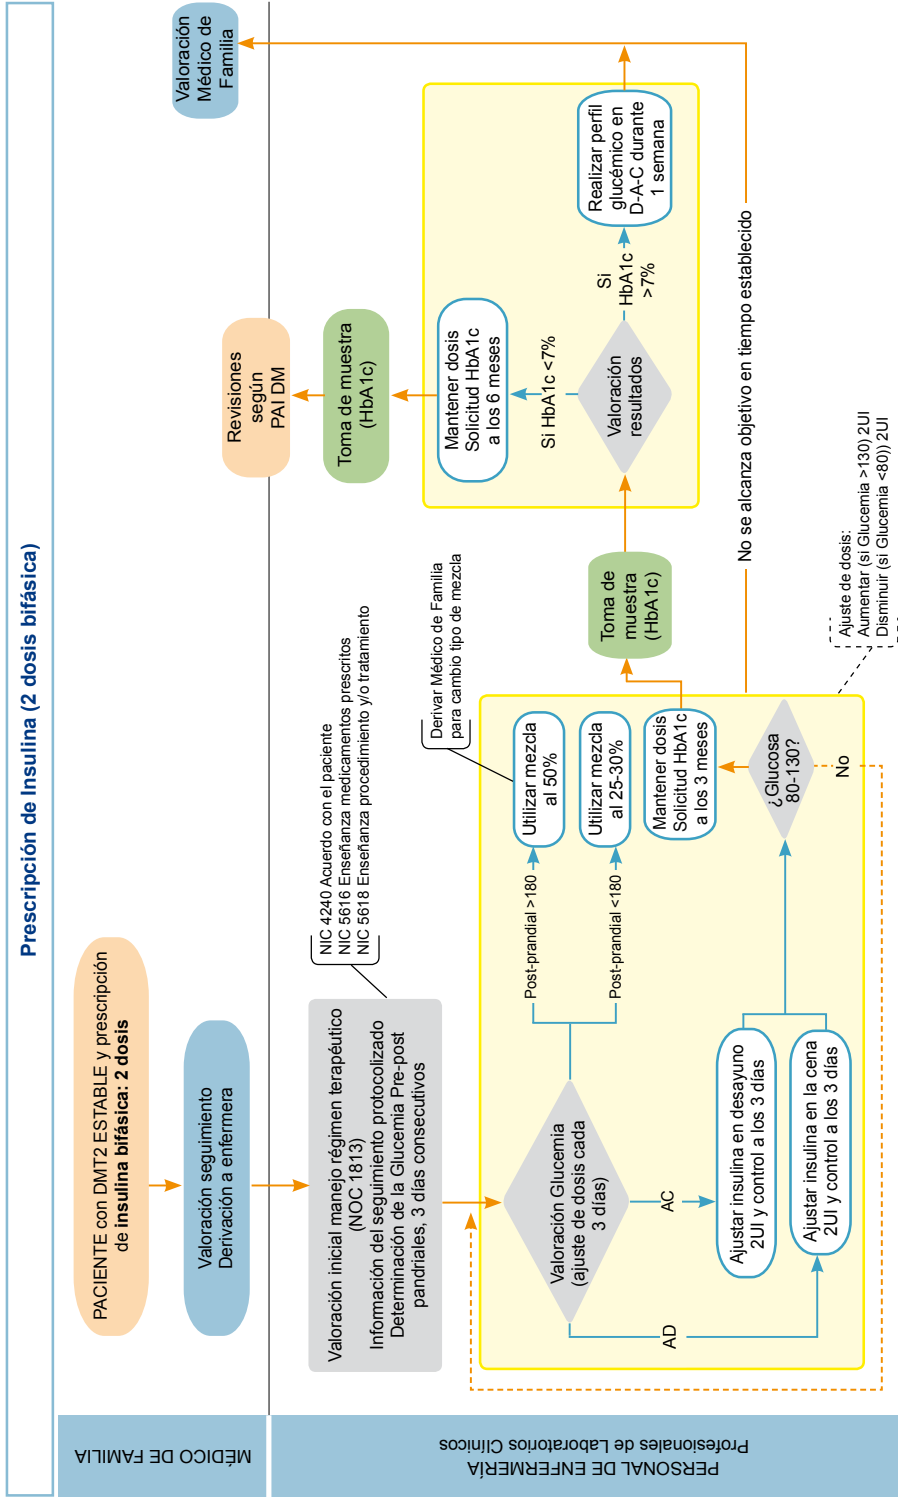 Prescripción de Insulina (2 dosis bifásica)
MÉDICO DE FAMILIA
PACIENTE con DMT2 ESTABLE y prescripción
de insulina bifásica: 2 dosis
Valoración seguimiento
Derivación a enfermera
Revisiones
según
PAI DM
Valoración
Médico de
Familia
PERSONAL DE ENFERMERÍA
Profesionales de Laboratorios Clínicos
Valoración inicial manejo régimen terapéutico
(NOC 1813)
Información del seguimiento protocolizado
Determinación de la Glucemia Pre-post
pandriales, 3 días consecutivos
NIC 4240 Acuerdo con el paciente
NIC 5616 Enseñanza medicamentos prescritos
NIC 5618 Enseñanza procedimiento y/o tratamiento
Valoración Glucemia
(ajuste de dosis cada
3 días)
Post-prandial >180
Post-prandial <180
Utilizar mezcla
al 50%
Utilizar mezcla
al 25-30%
Derivar Médico de Familia
para cambio tipo de mezcla
AC
AD
Ajustar insulina en desayuno
2UI y control a los 3 días
Ajustar insulina en la cena
2UI y control a los 3 días
¿Glucosa
80-130?
No
Mantener dosis
Solicitud HbA1c
a los 3 meses
Ajuste de dosis:
Aumentar (si Glucemia >130) 2UI
Disminuir (si Glucemia <80)) 2UI
No se alcanza objetivo en tiempo establecido
Toma de
muestra
(HbA1c)
Valoración
resultados
Si HbA1c <7%
Si
HbA1c
>7%
Mantener dosis
Solicitud HbA1c
a los 6 meses
Toma de muestra
(HbA1c)
Realizar perfil
glucémico en
D-A-C durante
1 semana